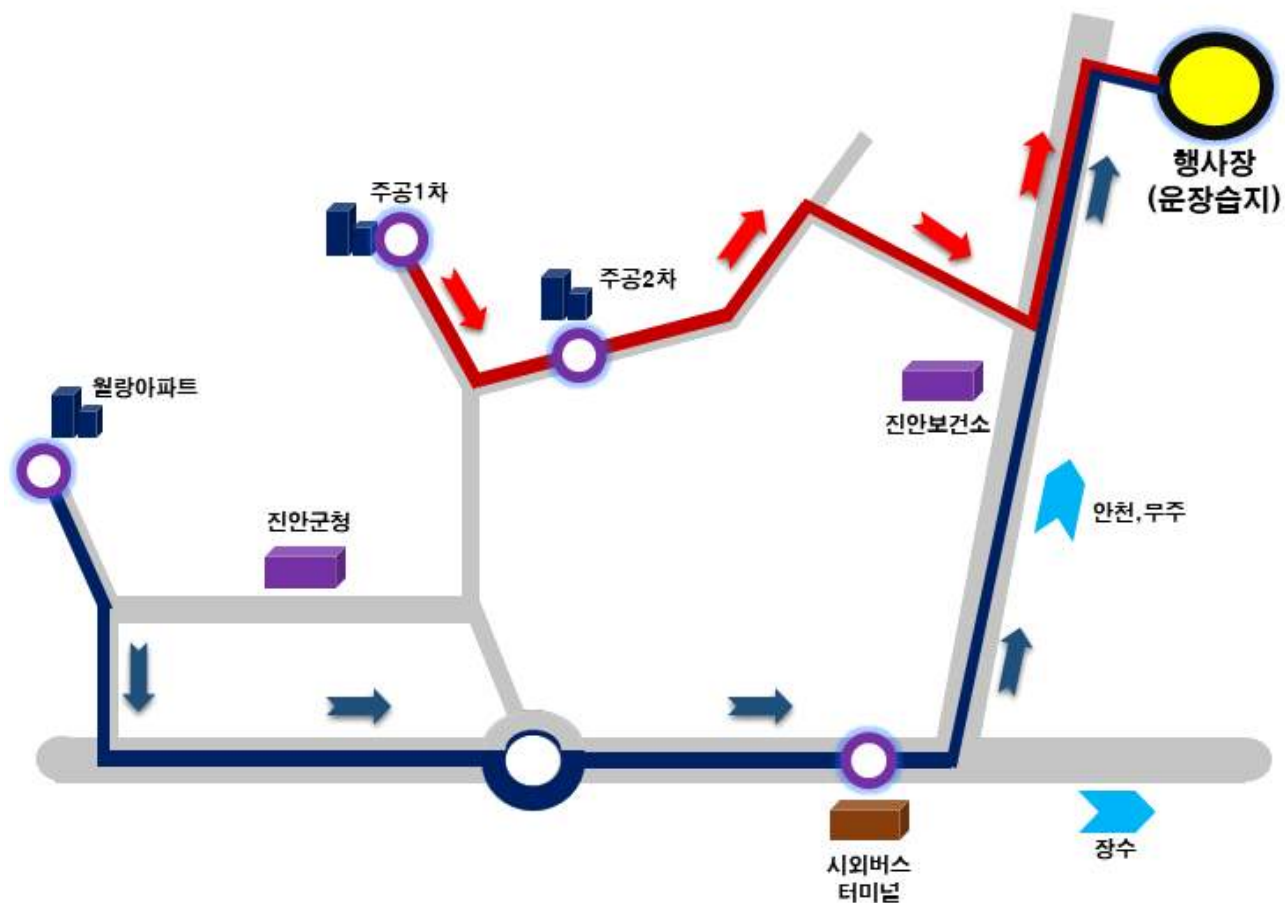 행사장
(운장습지)
주공1차
주공2차
월랑아파트
진안보건소
안천,무주
진안군청
장수
시외버스
터미널